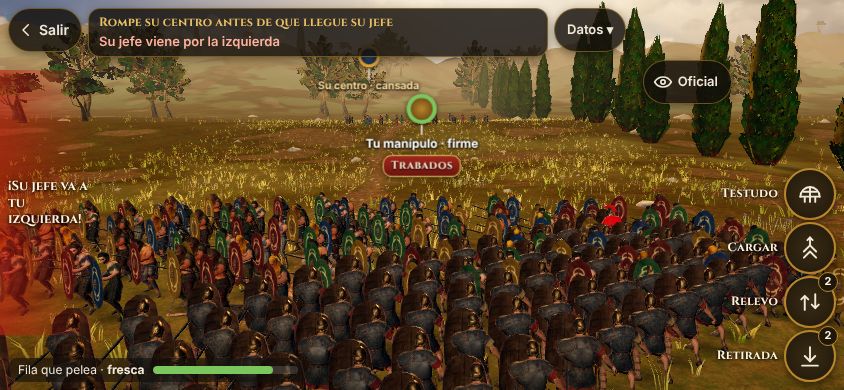 Salir
Rompe su centro antes de que llegue su jefe
Su jefe viene por la izquierda
Datos ▾
Oficial
Su centro · cansada
Tu manípulo · firme
Trabados
¡Su jefe va a
tu
izquierda!
Testudo
Cargar
2
Relevo
2
Retirada
Fila que pelea · fresca